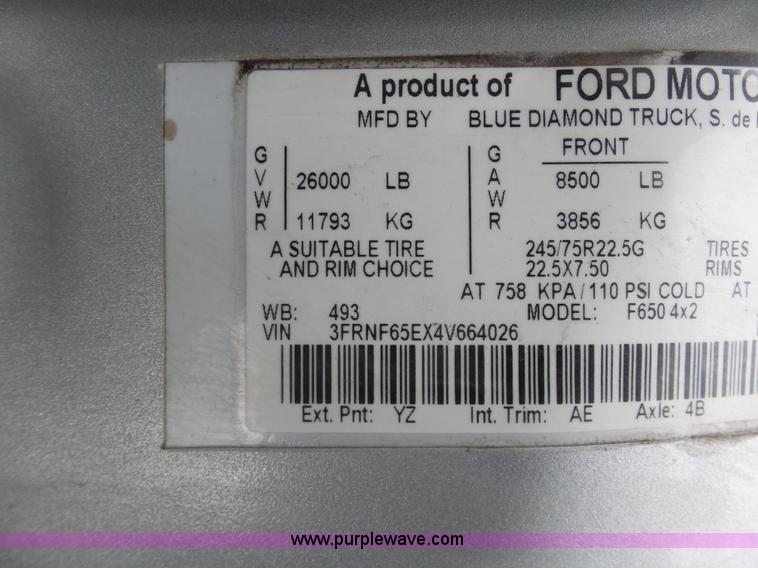 A product of FORD MOTO
MFD BY BLUE DIAMOND TRUCK, S. de
GVWR 26000 LB GAWR FRONT 8500 LB
11793 KG 3856 KG
A SUITABLE TIRE 245/75R22.5G TIRES
AND RIM CHOICE 22.5X7.50 RIMS
AT 758 KPA/110 PSI COLD AT
WB: 493 MODEL: F650 4x2
VIN 3FRNF65EX4V664026
Ext. Pnt: YZ Int. Trim: AE Axle: 4B
www.purplewave.com